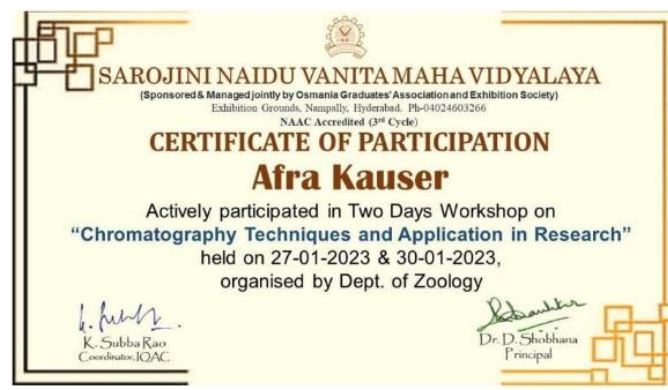 SAROJINI NAIDU VANITA MAHA VIDYALAYA
(Sponsored & Managed jointly by Osmania Graduates' Association and Exhibition Society)
Exhibition Grounds, Nampally, Hyderabad. Ph-04024603266
NAAC Accredited (3rd Cycle)
CERTIFICATE OF PARTICIPATION
Afra Kauser
Actively participated in Two Days Workshop on
“Chromatography Techniques and Application in Research”
held on 27-01-2023 & 30-01-2023,
organised by Dept. of Zoology
K. Subba Rao
Coordinator, IQAC
Dr. D. Shobhana
Principal